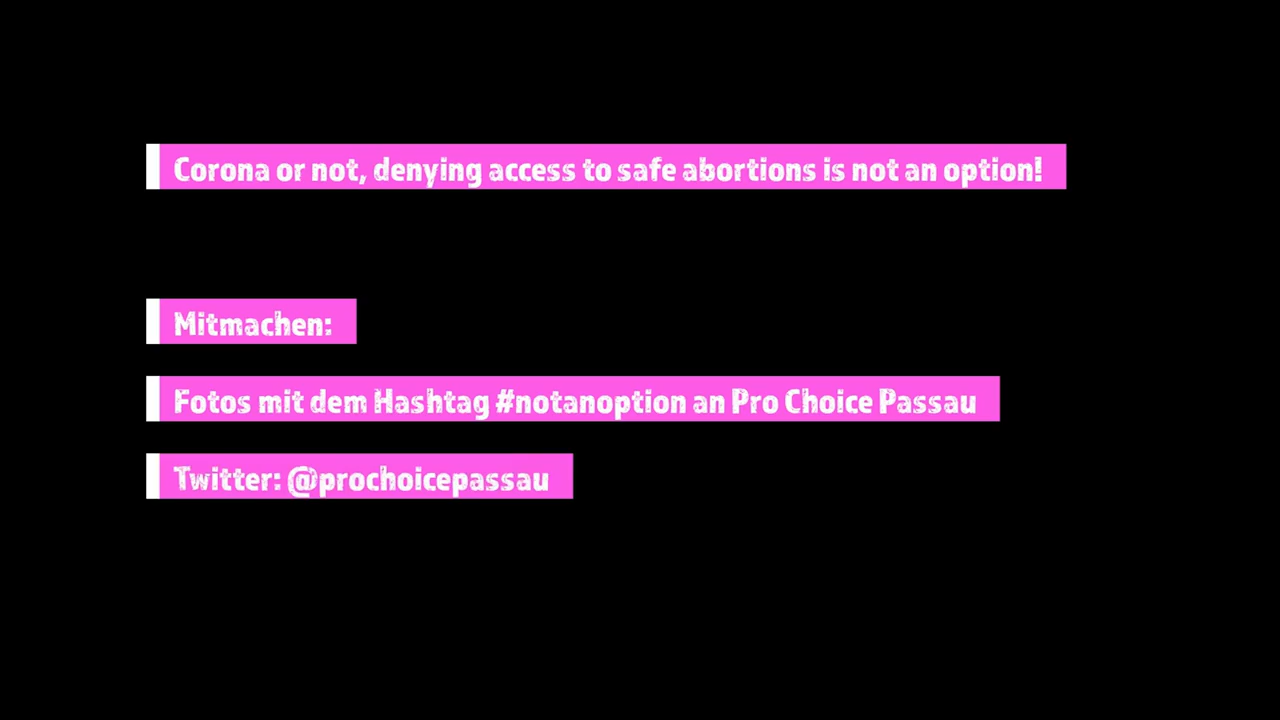 Corona or not, denying access to safe abortions is not an option!
Mitmachen:
Fotos mit dem Hashtag #notanoption an Pro Choice Passau
Twitter: @prochoicepassau